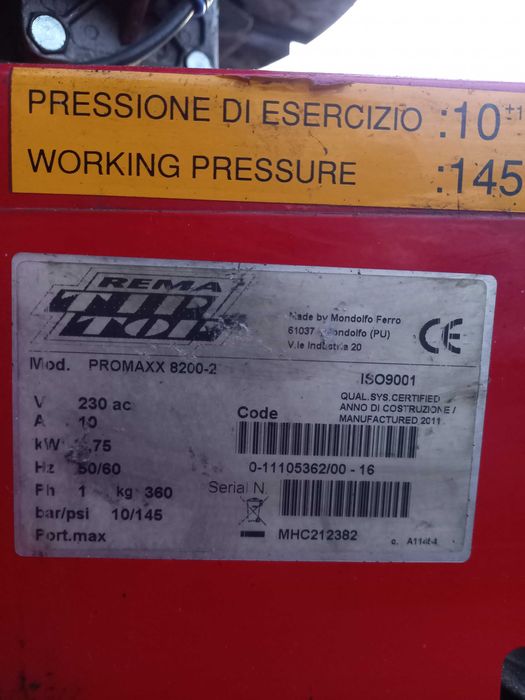 PRESSIONE DI ESERCIZIO :10 ±1
WORKING PRESSURE :145
REMA
TIP
TOP
Made by Mondolfo Ferro
61037 Mondolfo (PU)
V.le Industria 20
CE
Mod. PROMAXX 8200-2
ISO9001
QUAL.SYS.CERTIFIED
ANNO DI COSTRUZIONE /
MANUFACTURED 2011
V 230 ac
A 10
kW .75
Hz 50/60
Ph 1 kg 360
bar/psi 10/145
Port.max
Code
0-11105362/00 - 16
Serial N.
MHC212382